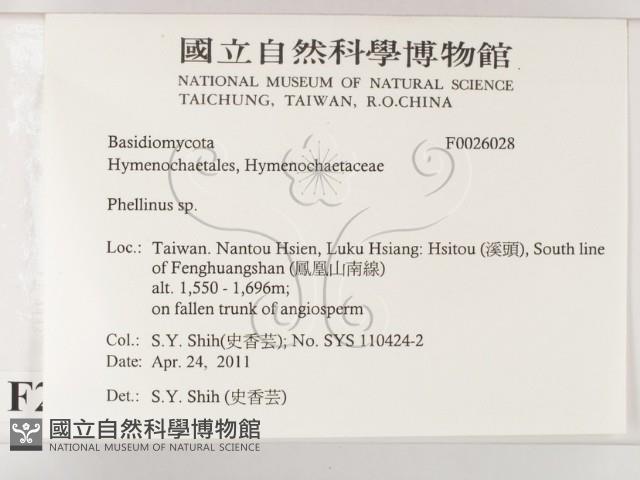 國立自然科學博物館
NATIONAL MUSEUM OF NATURAL SCIENCE
TAICHUNG, TAIWAN, R.O.CHINA
Basidiomycota F0026028
Hymenochaetales, Hymenochaetaceae
Phellinus sp.
Loc.: Taiwan. Nantou Hsien, Luku Hsiang: Hsitou (溪頭), South line
of Fenghuangshan (鳳凰山南線)
alt. 1,550 - 1,696m;
on fallen trunk of angiosperm
Col.: S.Y. Shih(史香芸); No. SYS 110424-2
Date: Apr. 24, 2011
Det.: S.Y. Shih (史香芸)
國立自然科學博物館
NATIONAL MUSEUM OF NATURAL SCIENCE